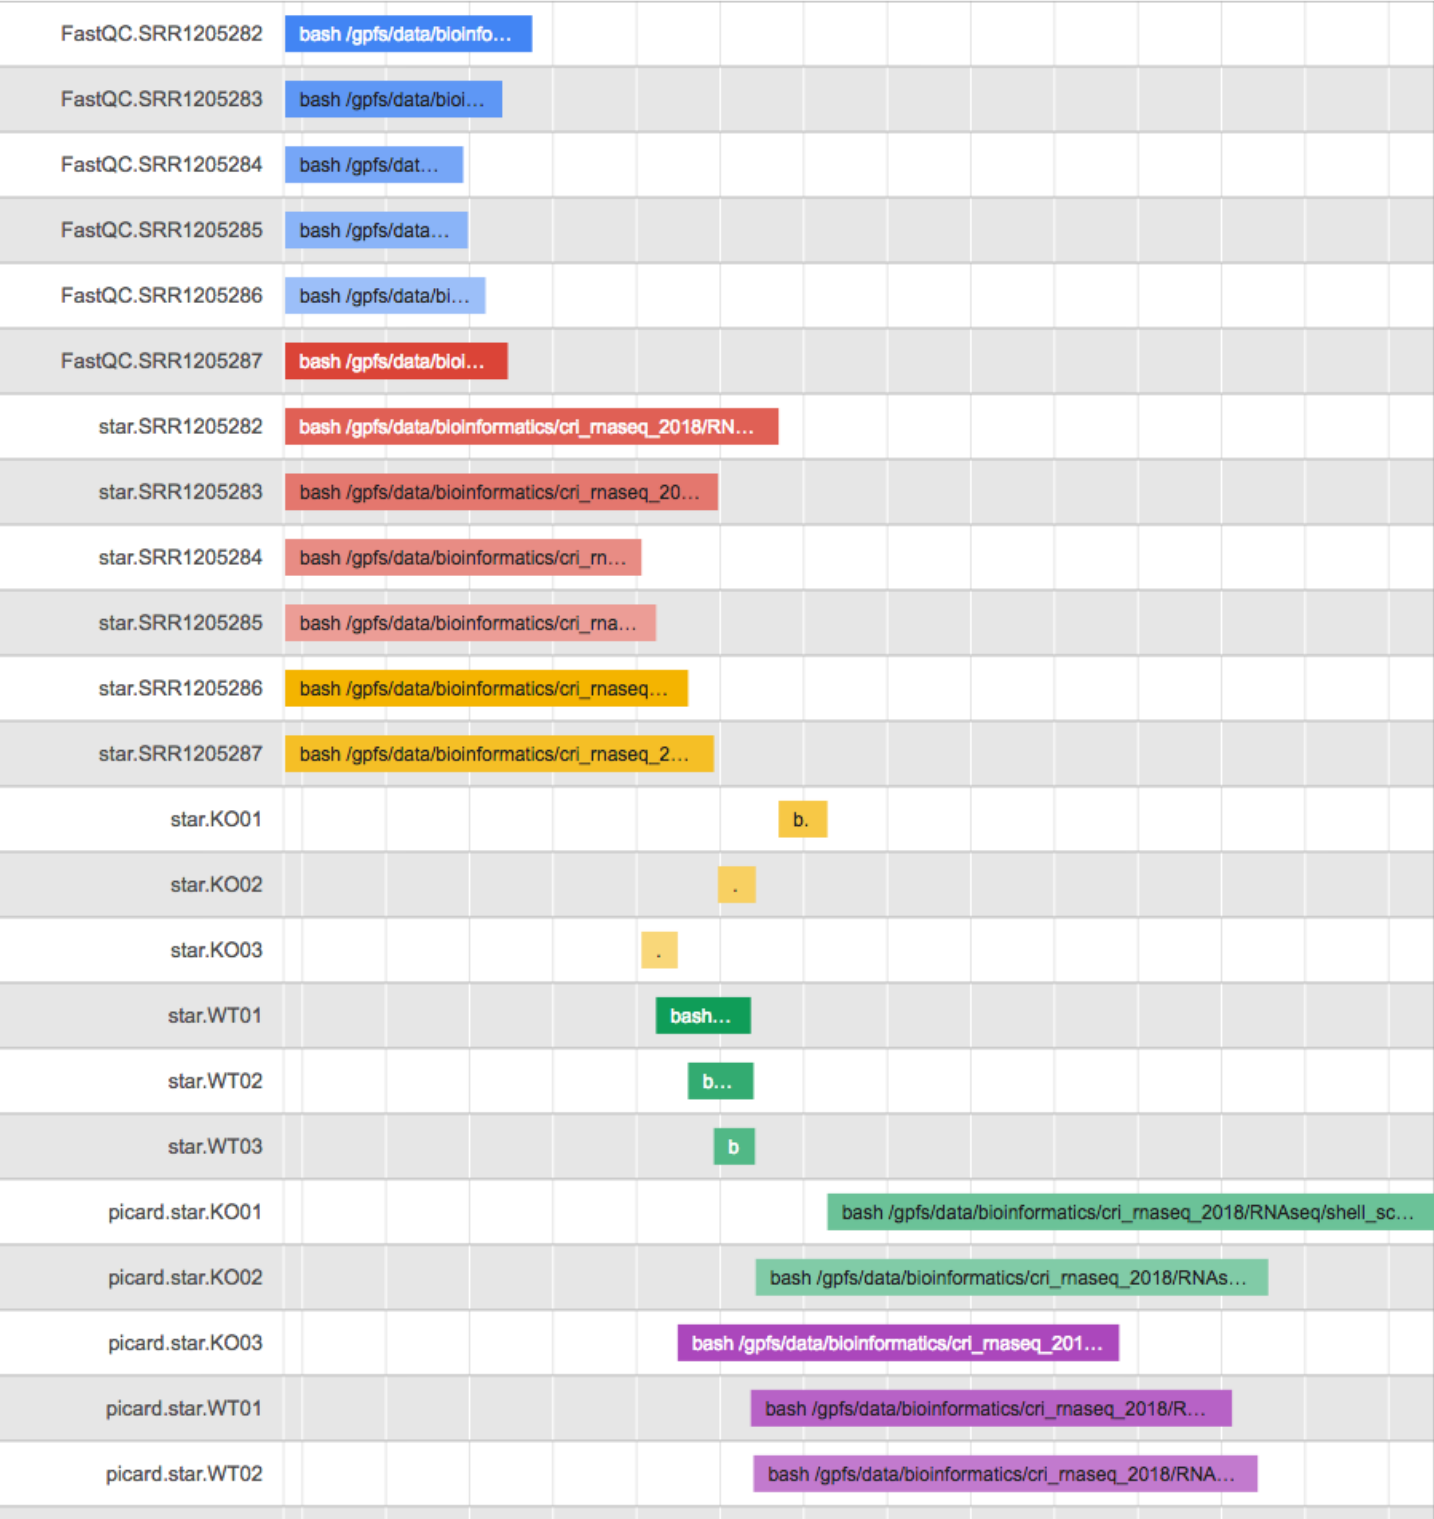 FastQC.SRR1205282 bash /gpfs/data/bioinfo...
FastQC.SRR1205283 bash /gpfs/data/bioi...
FastQC.SRR1205284 bash /gpfs/dat...
FastQC.SRR1205285 bash /gpfs/data...
FastQC.SRR1205286 bash /gpfs/data/bi...
FastQC.SRR1205287 bash /gpfs/data/bioi...
star.SRR1205282 bash /gpfs/data/bioinformatics/cri_rnaseq_2018/RN...
star.SRR1205283 bash /gpfs/data/bioinformatics/cri_rnaseq_20...
star.SRR1205284 bash /gpfs/data/bioinformatics/cri_rn...
star.SRR1205285 bash /gpfs/data/bioinformatics/cri_rna...
star.SRR1205286 bash /gpfs/data/bioinformatics/cri_rnaseq...
star.SRR1205287 bash /gpfs/data/bioinformatics/cri_rnaseq_2...
star.KO01 b.
star.KO02 .
star.KO03 .
star.WT01 bash...
star.WT02 b...
star.WT03 b
picard.star.KO01 bash /gpfs/data/bioinformatics/cri_rnaseq_2018/RNAseq/shell_sc...
picard.star.KO02 bash /gpfs/data/bioinformatics/cri_rnaseq_2018/RNAs...
picard.star.KO03 bash /gpfs/data/bioinformatics/cri_rnaseq_201...
picard.star.WT01 bash /gpfs/data/bioinformatics/cri_rnaseq_2018/R...
picard.star.WT02 bash /gpfs/data/bioinformatics/cri_rnaseq_2018/RNA...